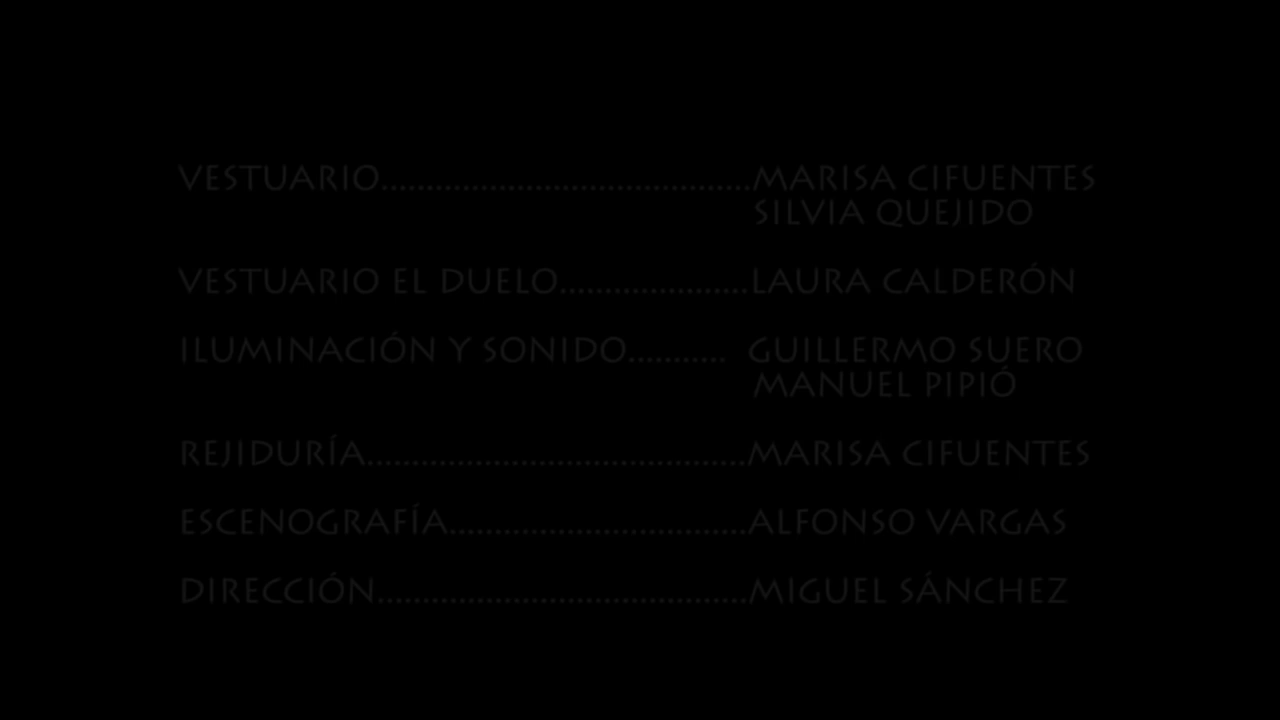 VESTUARIO.........................................MARISA CIFUENTES
SILVIA QUEJIDO
VESTUARIO EL DUELO.....................LAURA CALDERÓN
ILUMINACIÓN Y SONIDO........... GUILLERMO SUERO
MANUEL PIPIÓ
REJIDURÍA..........................................MARISA CIFUENTES
ESCENOGRAFÍA.................................ALFONSO VARGAS
DIRECCIÓN.........................................MIGUEL SÁNCHEZ